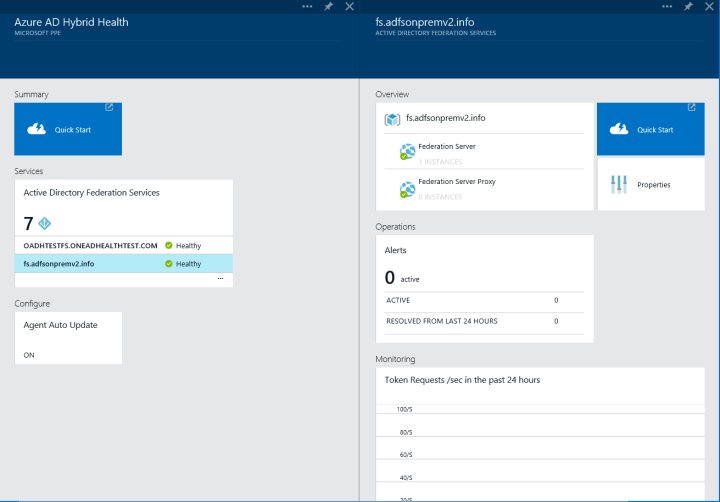 Azure AD Hybrid Health
MICROSOFT PPE
Summary
Quick Start
Services
Active Directory Federation Services
7
OADHTESTFS.ONEADHEALTHTEST.COM Healthy
fs.adfsonpremv2.info Healthy
...
Configure
Agent Auto Update
ON
fs.adfsonpremv2.info
ACTIVE DIRECTORY FEDERATION SERVICES
Overview
fs.adfsonpremv2.info
Federation Server
1 INSTANCES
Federation Server Proxy
0 INSTANCES
Quick Start
Properties
Operations
Alerts
0 active
ACTIVE 0
RESOLVED FROM LAST 24 HOURS 0
Monitoring
Token Requests /sec in the past 24 hours
100/S
80/S
60/S
40/S
20/S